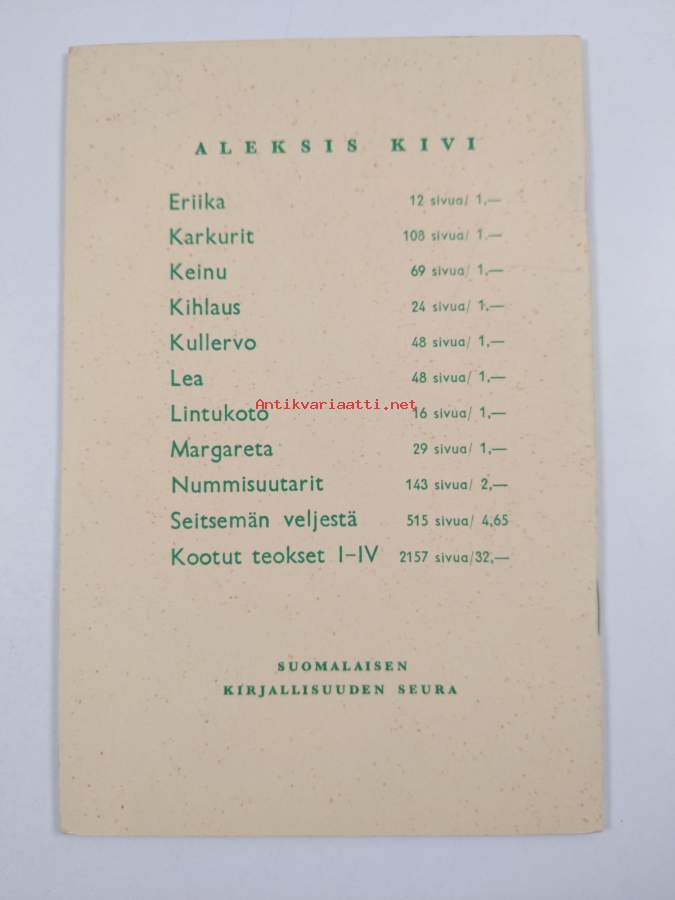 ALEKSIS KIVI
Eriika 12 sivua/ 1,—
Karkurit 108 sivua/ 1.—
Keinu 69 sivua/ 1,—
Kihlaus 24 sivua/ 1,—
Kullervo 48 sivua/ 1,—
Lea 48 sivua/ 1,—
Antikvariaatti.net
Lintukoto 16 sivua/ 1,—
Margareta 29 sivua/ 1,—
Nummisuutarit 143 sivua/ 2,—
Seitsemän veljestä 515 sivua/ 4,65
Kootut teokset I-IV 2157 sivua/32,—
SUOMALAISEN
KIRJALLISUUDEN SEURA